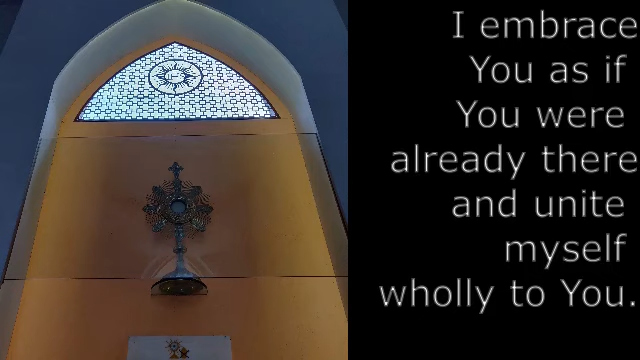 I embrace
You as if
You were
already there
and unite
myself
wholly to You.